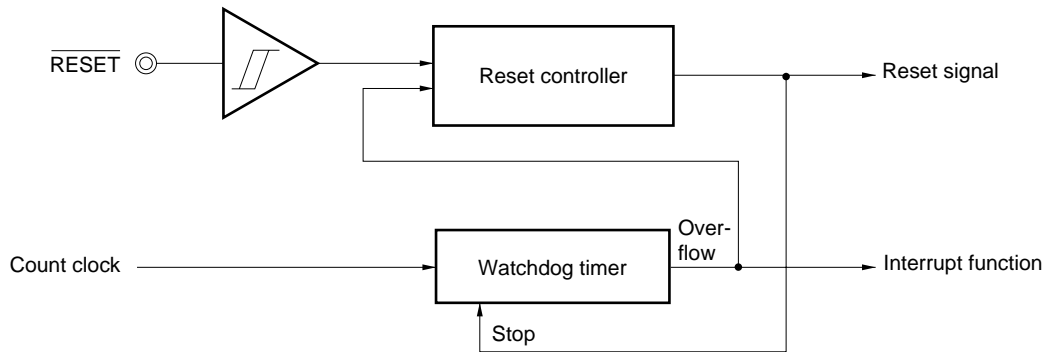 RESET
Reset controller
Reset signal
Over-
flow
Count clock
Watchdog timer
Interrupt function
Stop